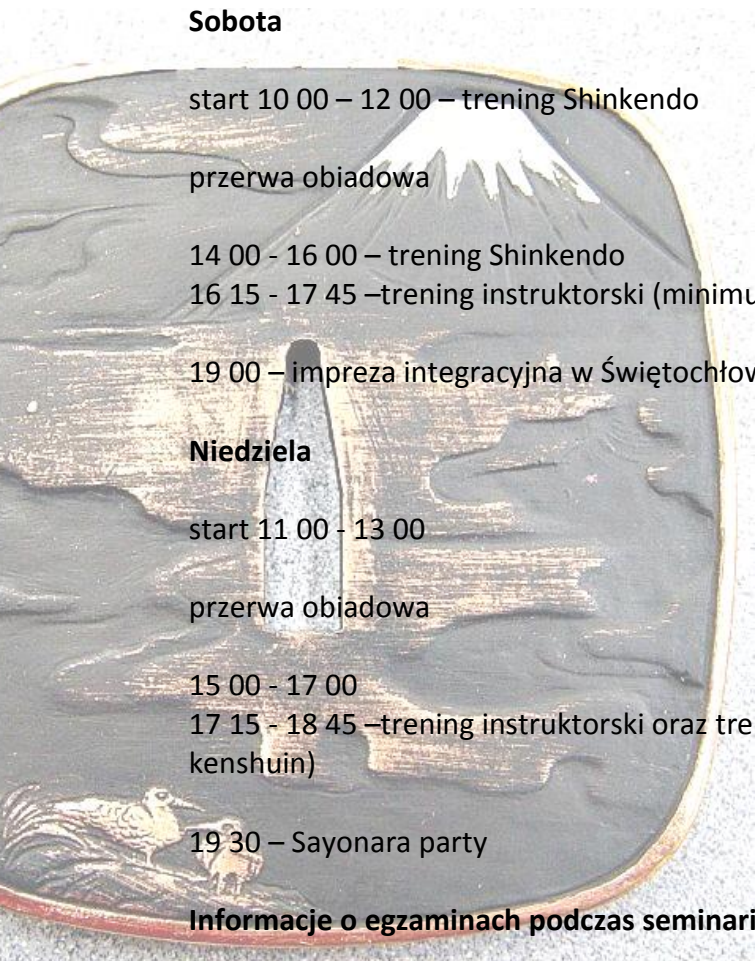 Sobota
start 10 00 – 12 00 – trening Shinkendo
przerwa obiadowa
14 00 - 16 00 – trening Shinkendo
16 15 - 17 45 –trening instruktorski (minimu
19 00 – impreza integracyjna w Świętochłow
Niedziela
start 11 00 - 13 00
przerwa obiadowa
15 00 - 17 00
17 15 - 18 45 –trening instruktorski oraz tre
kenshuin)
19 30 – Sayonara party
Informacje o egzaminach podczas seminari